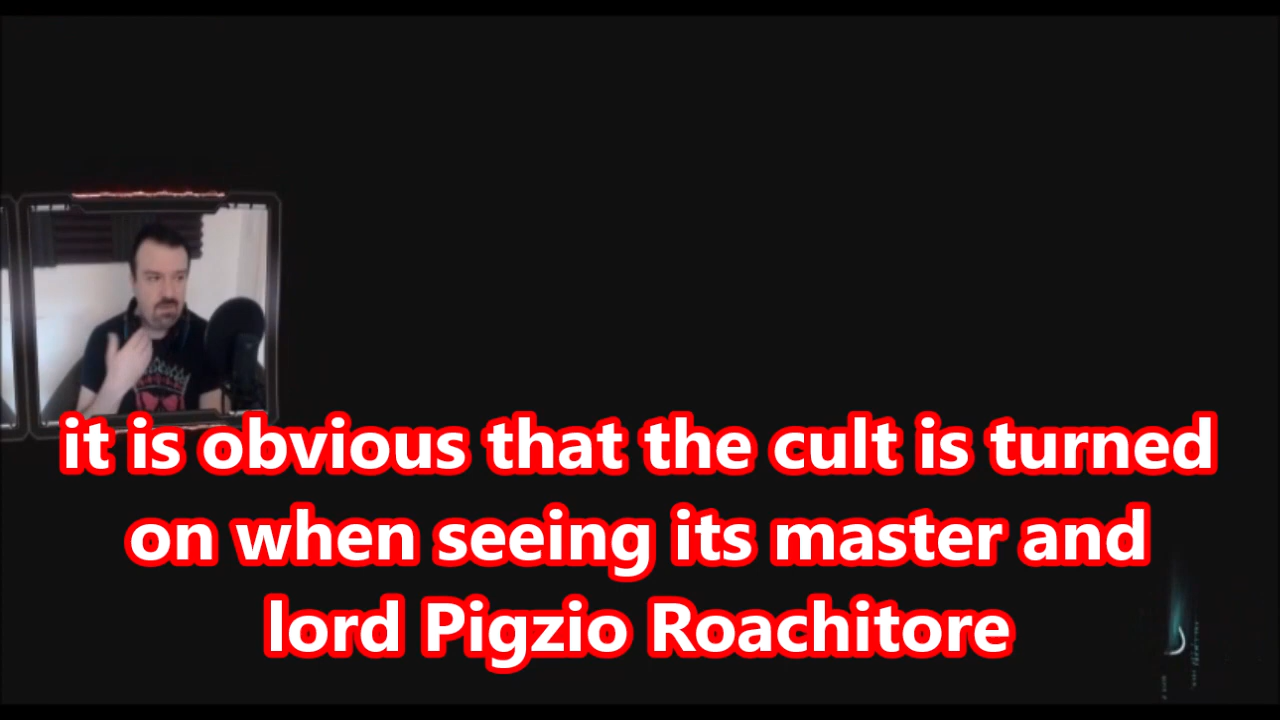 it is obvious that the cult is turned
on when seeing its master and
lord Pigzio Roachitore